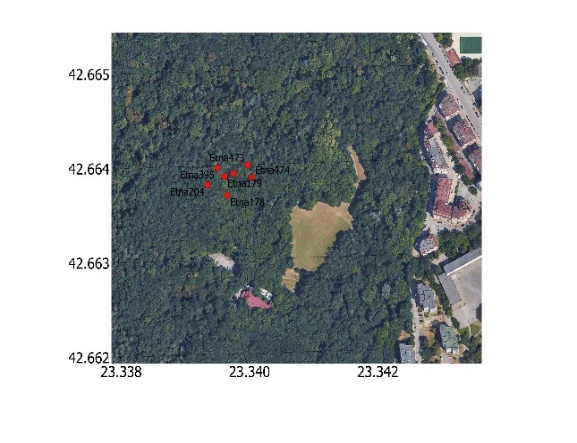 42.665
42.664
42.663
42.662
Etna473
Etna474
Etna395
Etna179
Etna204
Etna178
23.338
23.340
23.342